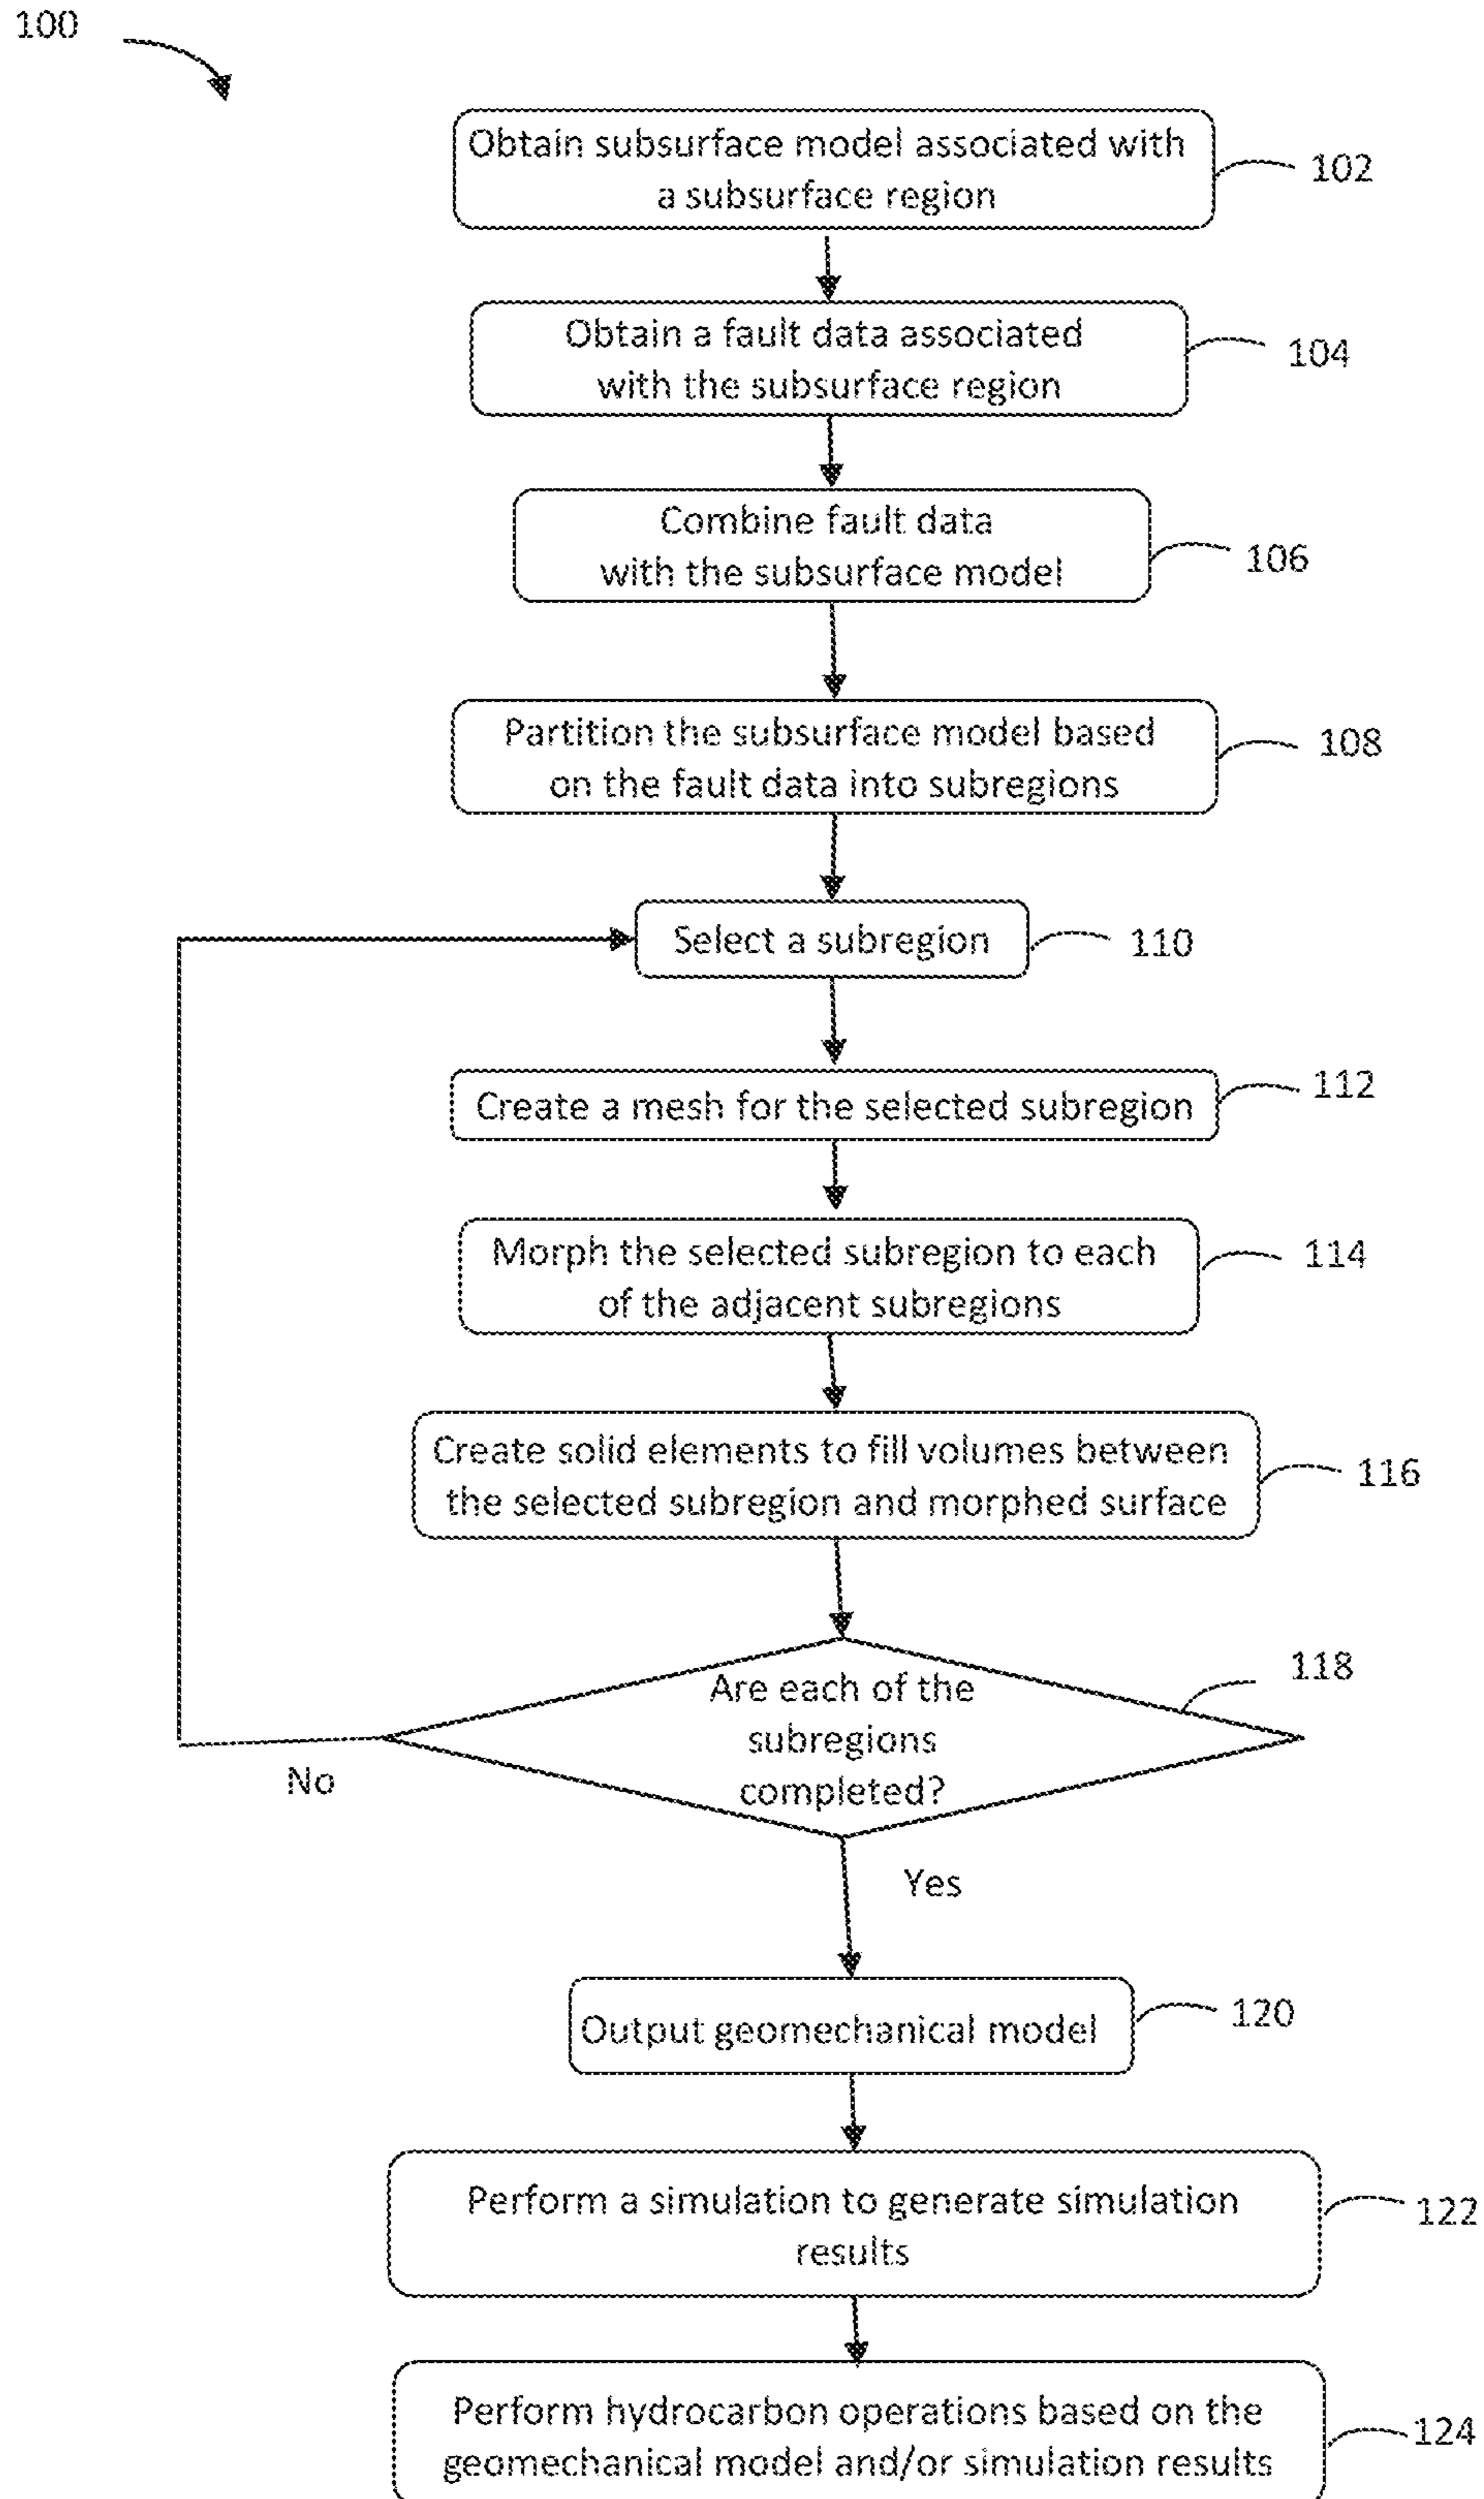 100
Obtain subsurface model associated with
a subsurface region
102
Obtain a fault data associated
with the subsurface region
104
Combine fault data
with the subsurface model
106
Partition the subsurface model based
on the fault data into subregions
108
Select a subregion
110
Create a mesh for the selected subregion
112
Morph the selected subregion to each
of the adjacent subregions
114
Create solid elements to fill volumes between
the selected subregion and morphed surface
116
Are each of the
subregions
completed?
118
No
Yes
Output geomechanical model
120
Perform a simulation to generate simulation
results
122
Perform hydrocarbon operations based on the
geomechanical model and/or simulation results
124